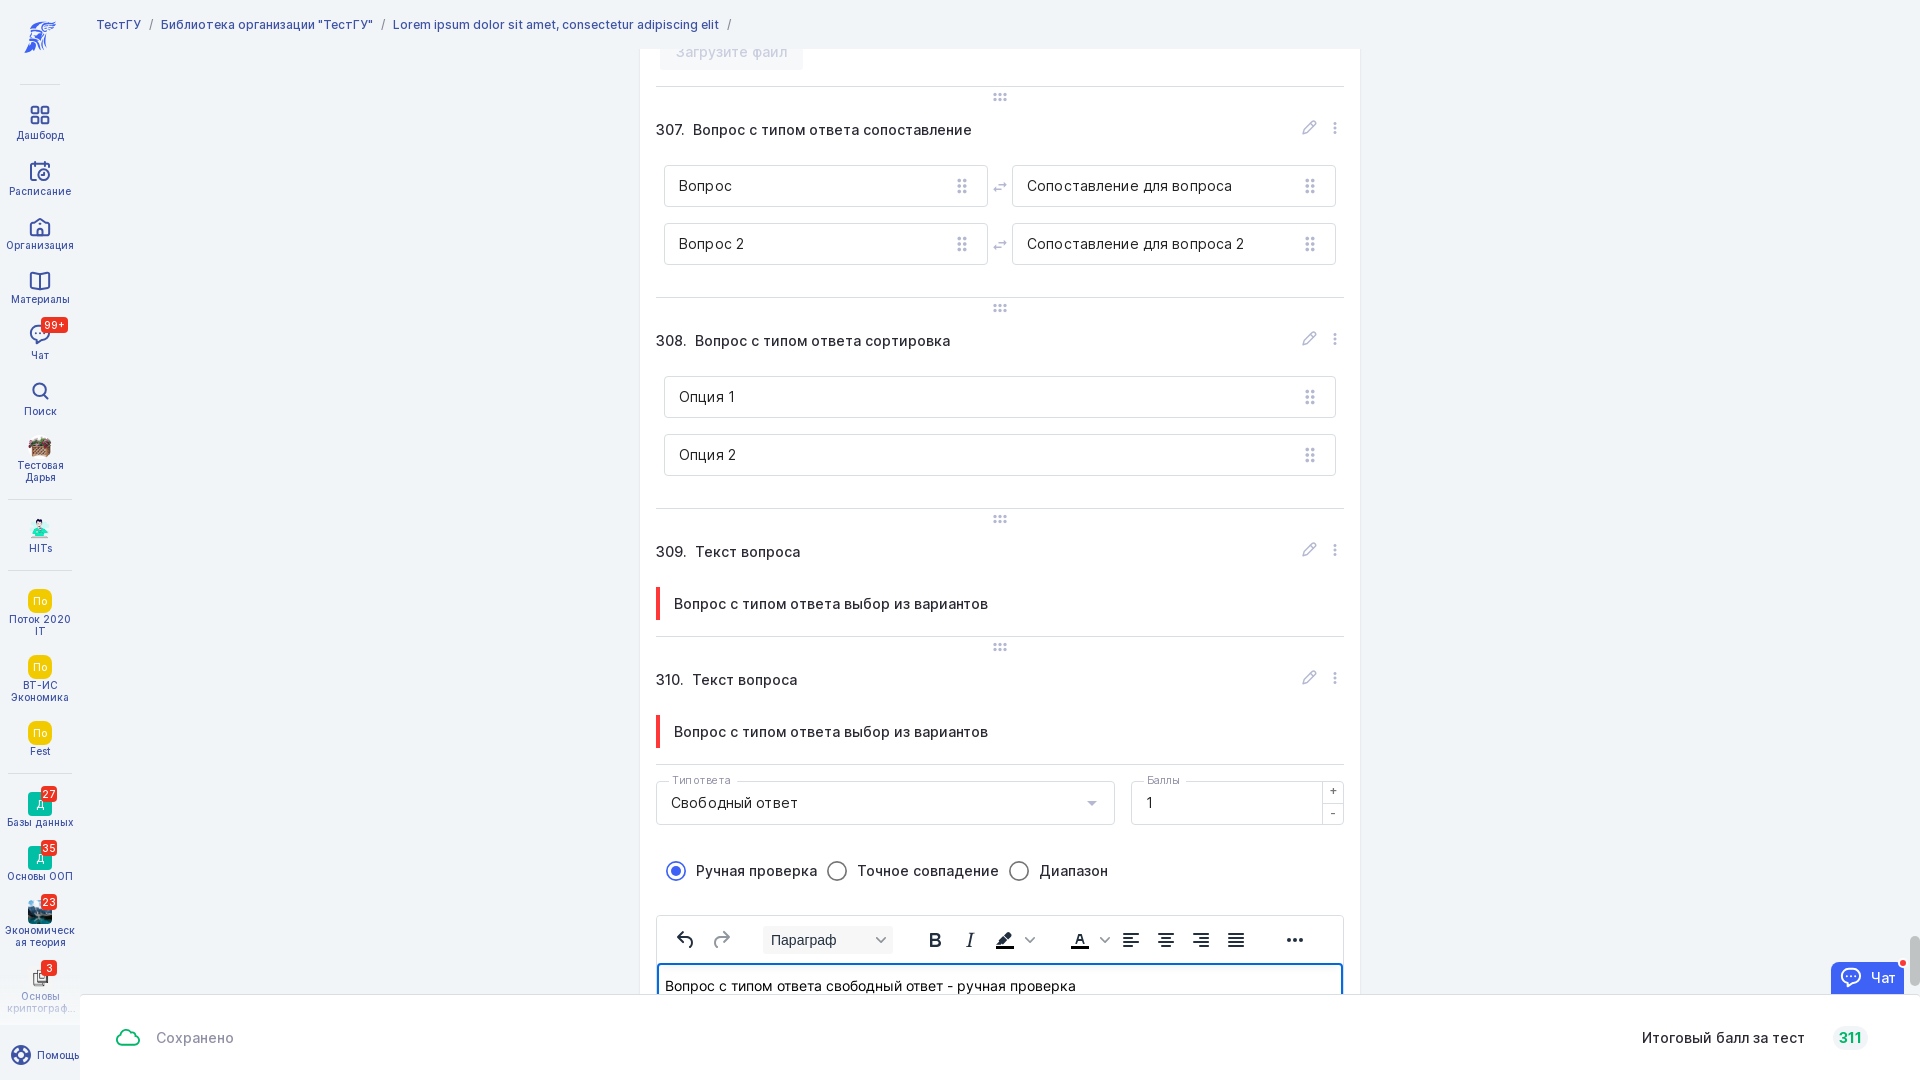 ТестГУ / Библиотека организации "ТестГУ" / Lorem ipsum dolor sit amet, consectetur adipiscing elit /
Дашборд
Расписание
Организация
Материалы
99+
Чат
Поиск
Тестовая
Дарья
HITs
По
Поток 2020
IT
По
ВТ-ИС
Экономика
По
Fest
27
Д
Базы данных
35
Д
Основы ООП
23
Экономическ
ая теория
3
Основы
криптограф...
Помощь
Загрузите файл
307. Вопрос с типом ответа сопоставление
Вопрос
Сопоставление для вопроса
Вопрос 2
Сопоставление для вопроса 2
308. Вопрос с типом ответа сортировка
Опция 1
Опция 2
309. Текст вопроса
Вопрос с типом ответа выбор из вариантов
310. Текст вопроса
Вопрос с типом ответа выбор из вариантов
Тип ответа
Свободный ответ
Баллы
1
+
-
Ручная проверка
Точное совпадение
Диапазон
Параграф
Вопрос с типом ответа свободный ответ - ручная проверка
Чат
Сохранено
Итоговый балл за тест 311